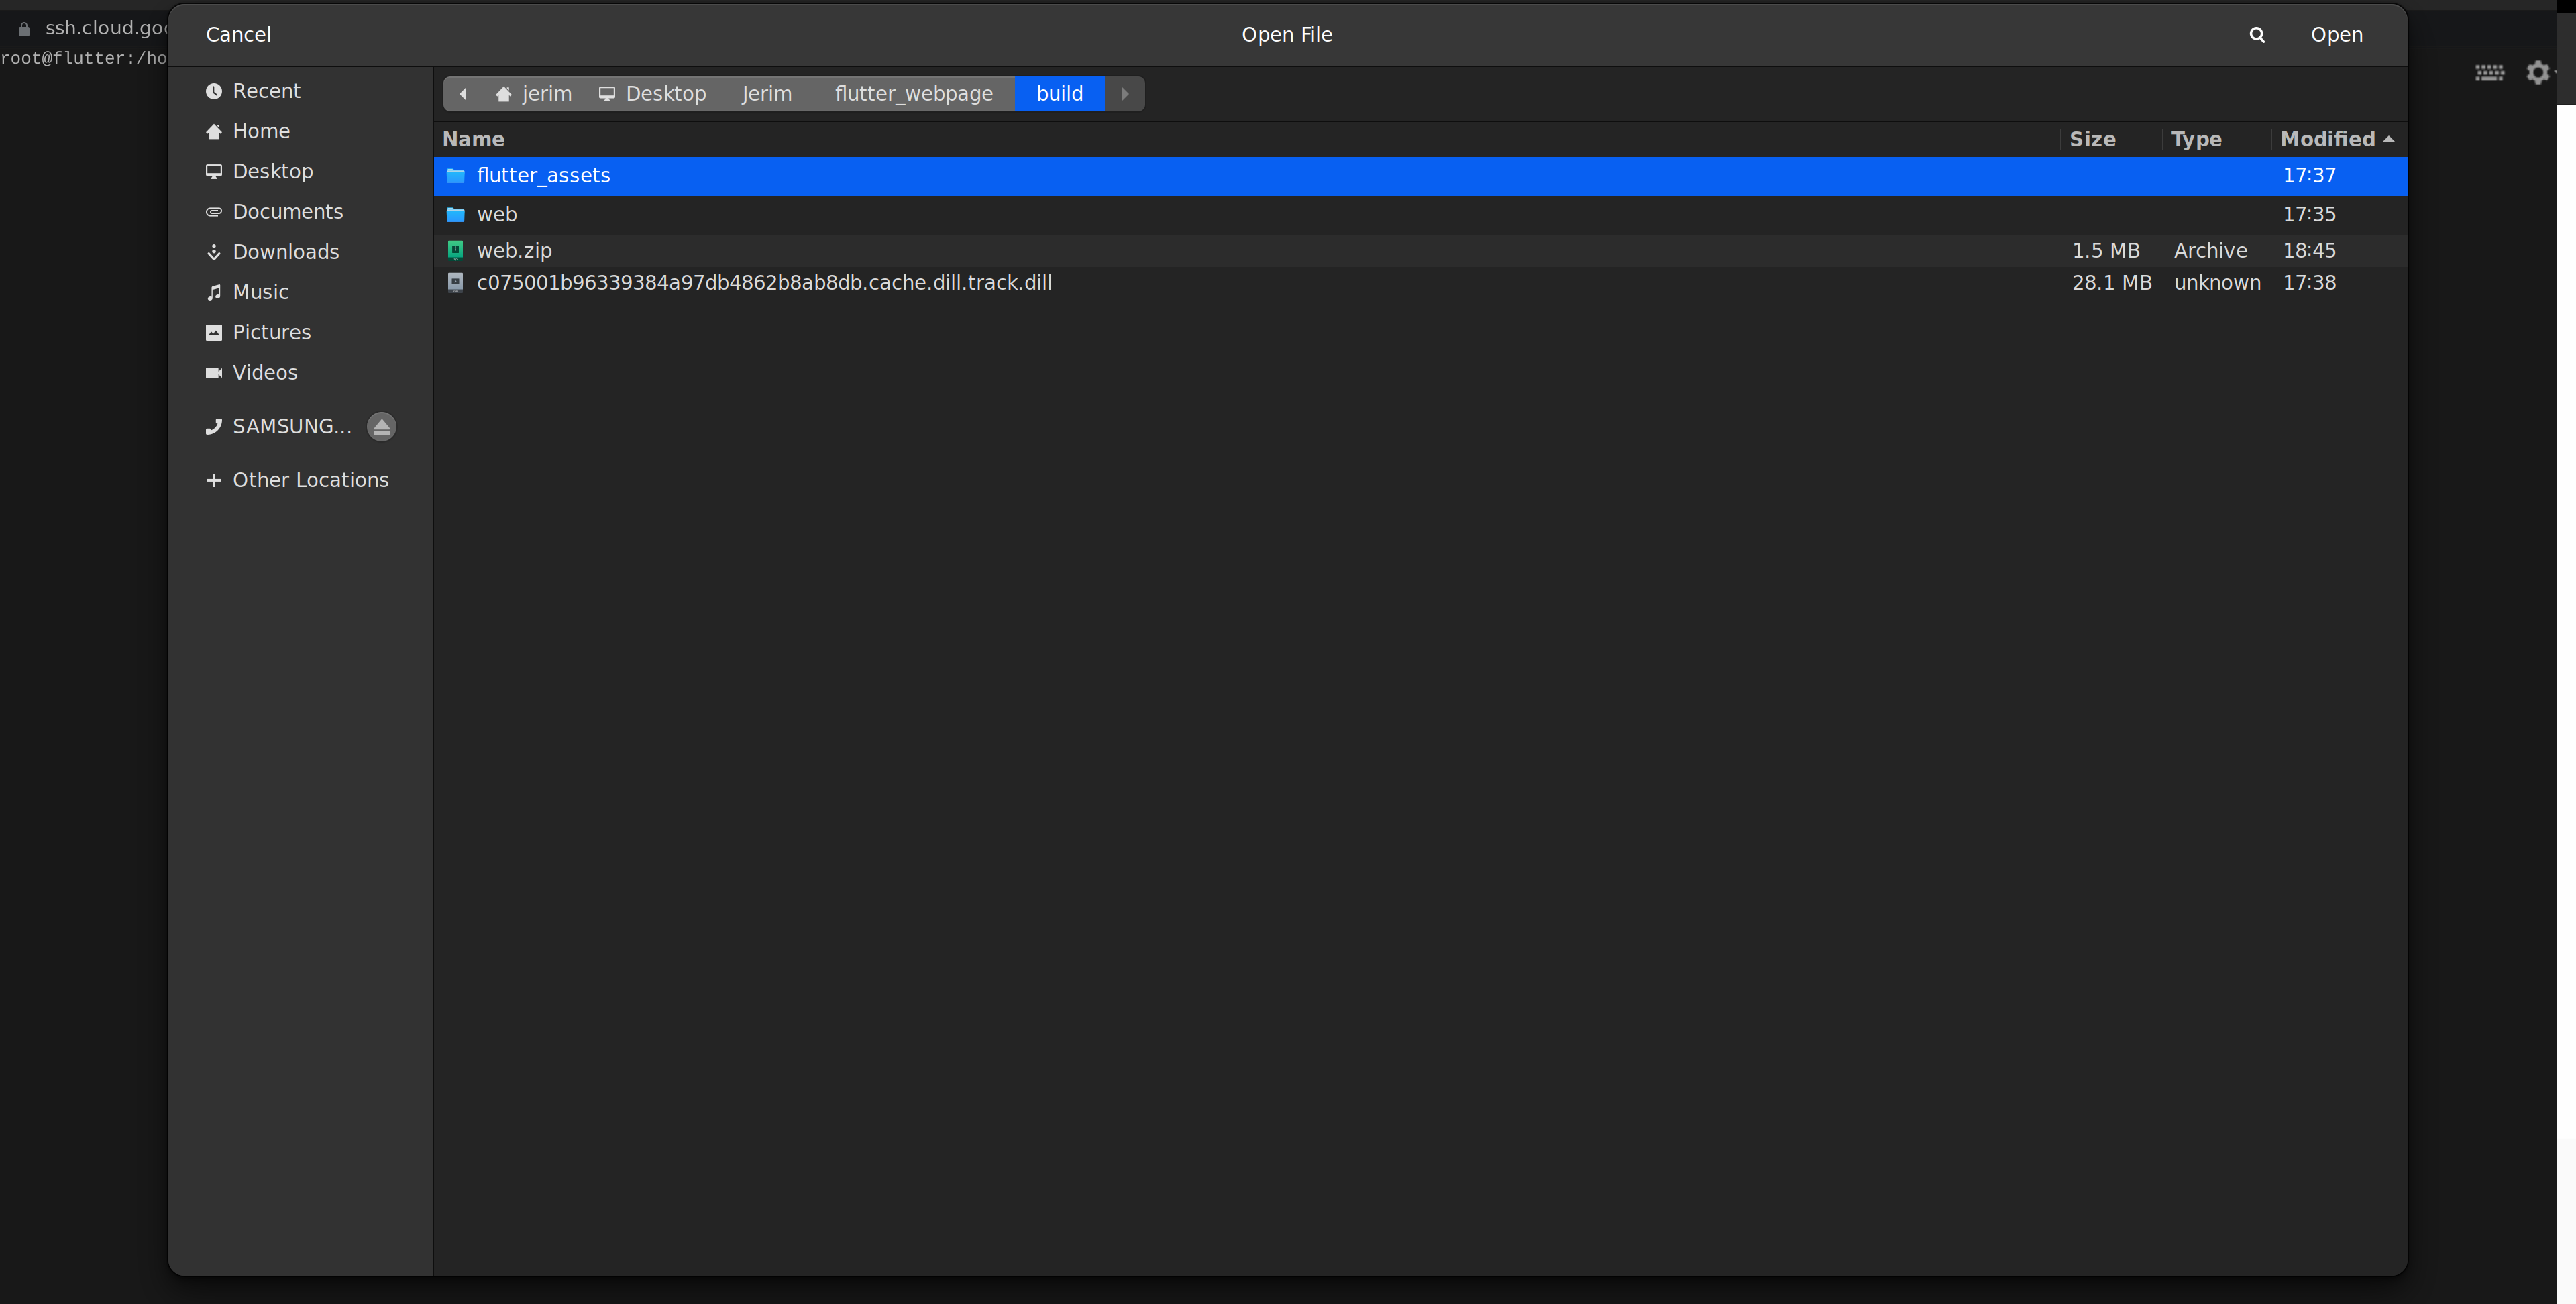 ssh.cloud.goo
root@flutter:/ho
Cancel Open File Open
Recent
Home
Desktop
Documents
Downloads
Music
Pictures
Videos
SAMSUNG...
Other Locations
jerim Desktop Jerim flutter_webpage build
Name Size Type Modified
flutter_assets 17:37
web 17:35
web.zip 1.5 MB Archive 18:45
c075001b96339384a97db4862b8ab8db.cache.dill.track.dill 28.1 MB unknown 17:38